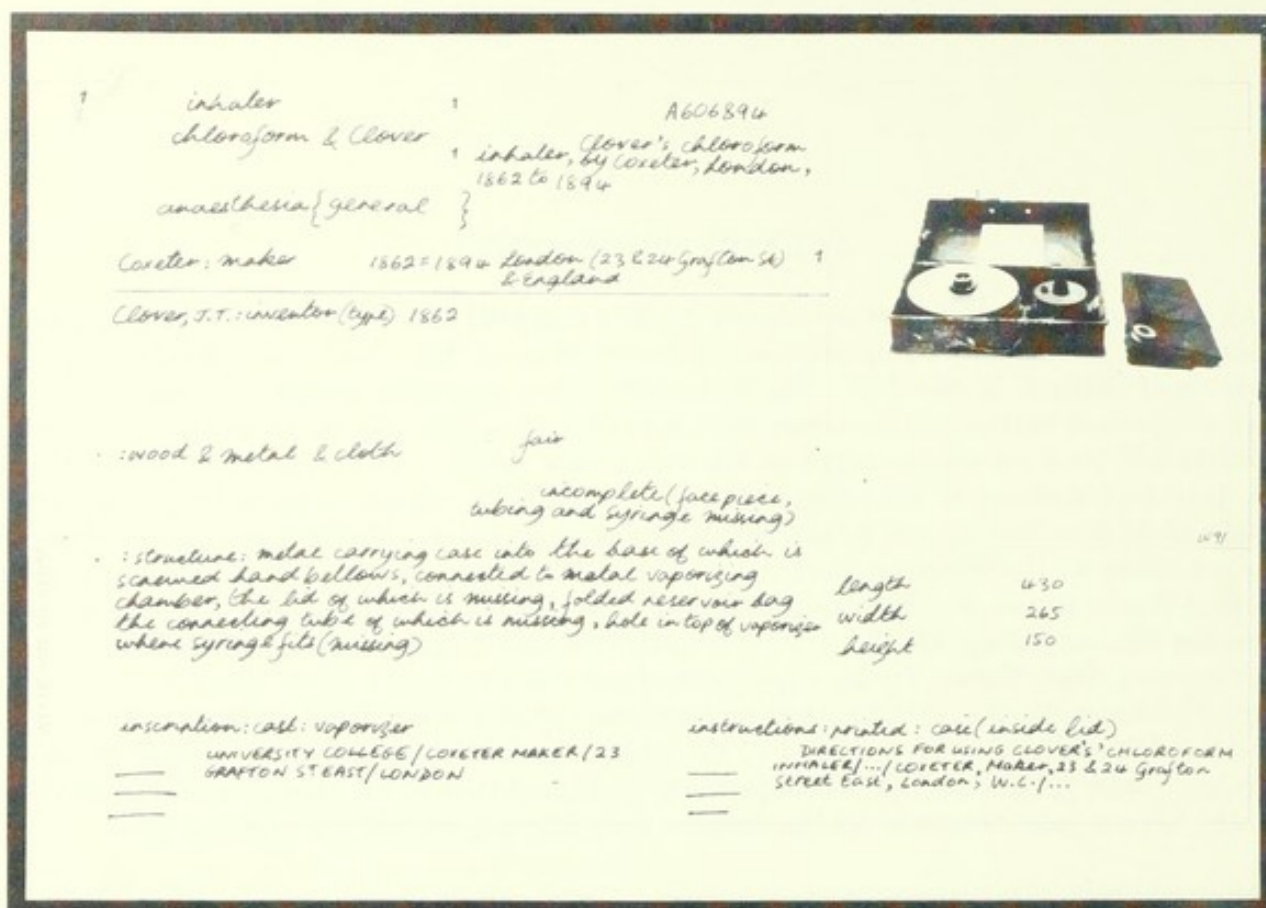 1 inhaler 1 A606894
chloroform & Clover
1 inhaler, Clover's chloroform
by Coxeter, London,
1862 to 1894
anaesthesia {general }
Coxeter: maker 1862=1894 London (23 & 24 Grafton St) 1
& England
Clover, J.T.: inventor (type) 1862
10
:wood & metal & cloth fair
incomplete (face piece,
tubing and syringe missing)
W91
:structure: metal carrying case into the base of which is
screwed hand bellows, connected to metal vaporizing
chamber, the lid of which is missing, folded reservoir bag
the connecting tube of which is missing, hole in top of vaporizer
where syringe fits (missing)
length 430
width 265
height 150
inscription: cast: vaporizer
UNIVERSITY COLLEGE/COXETER MAKER/23
GRAFTON ST EAST/LONDON
instructions: printed: case (inside lid)
DIRECTIONS FOR USING CLOVER'S' CHLOROFORM
INHALER/.../COXETER, Maker, 23 & 24 Grafton
Street East, London, W.C./...